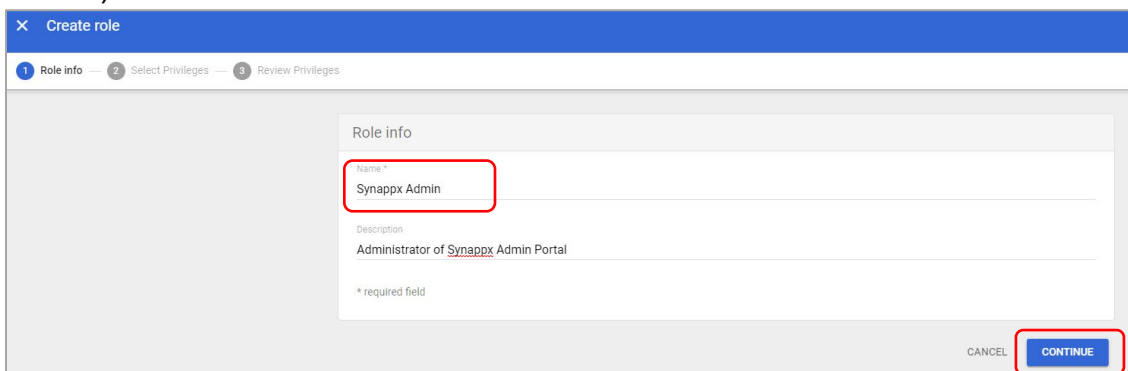 × Create role
1 Role info — 2 Select Privileges — 3 Review Privileges
Role info
Name *
Synappx Admin
Description
Administrator of Synappx Admin Portal
* required field
CANCEL CONTINUE